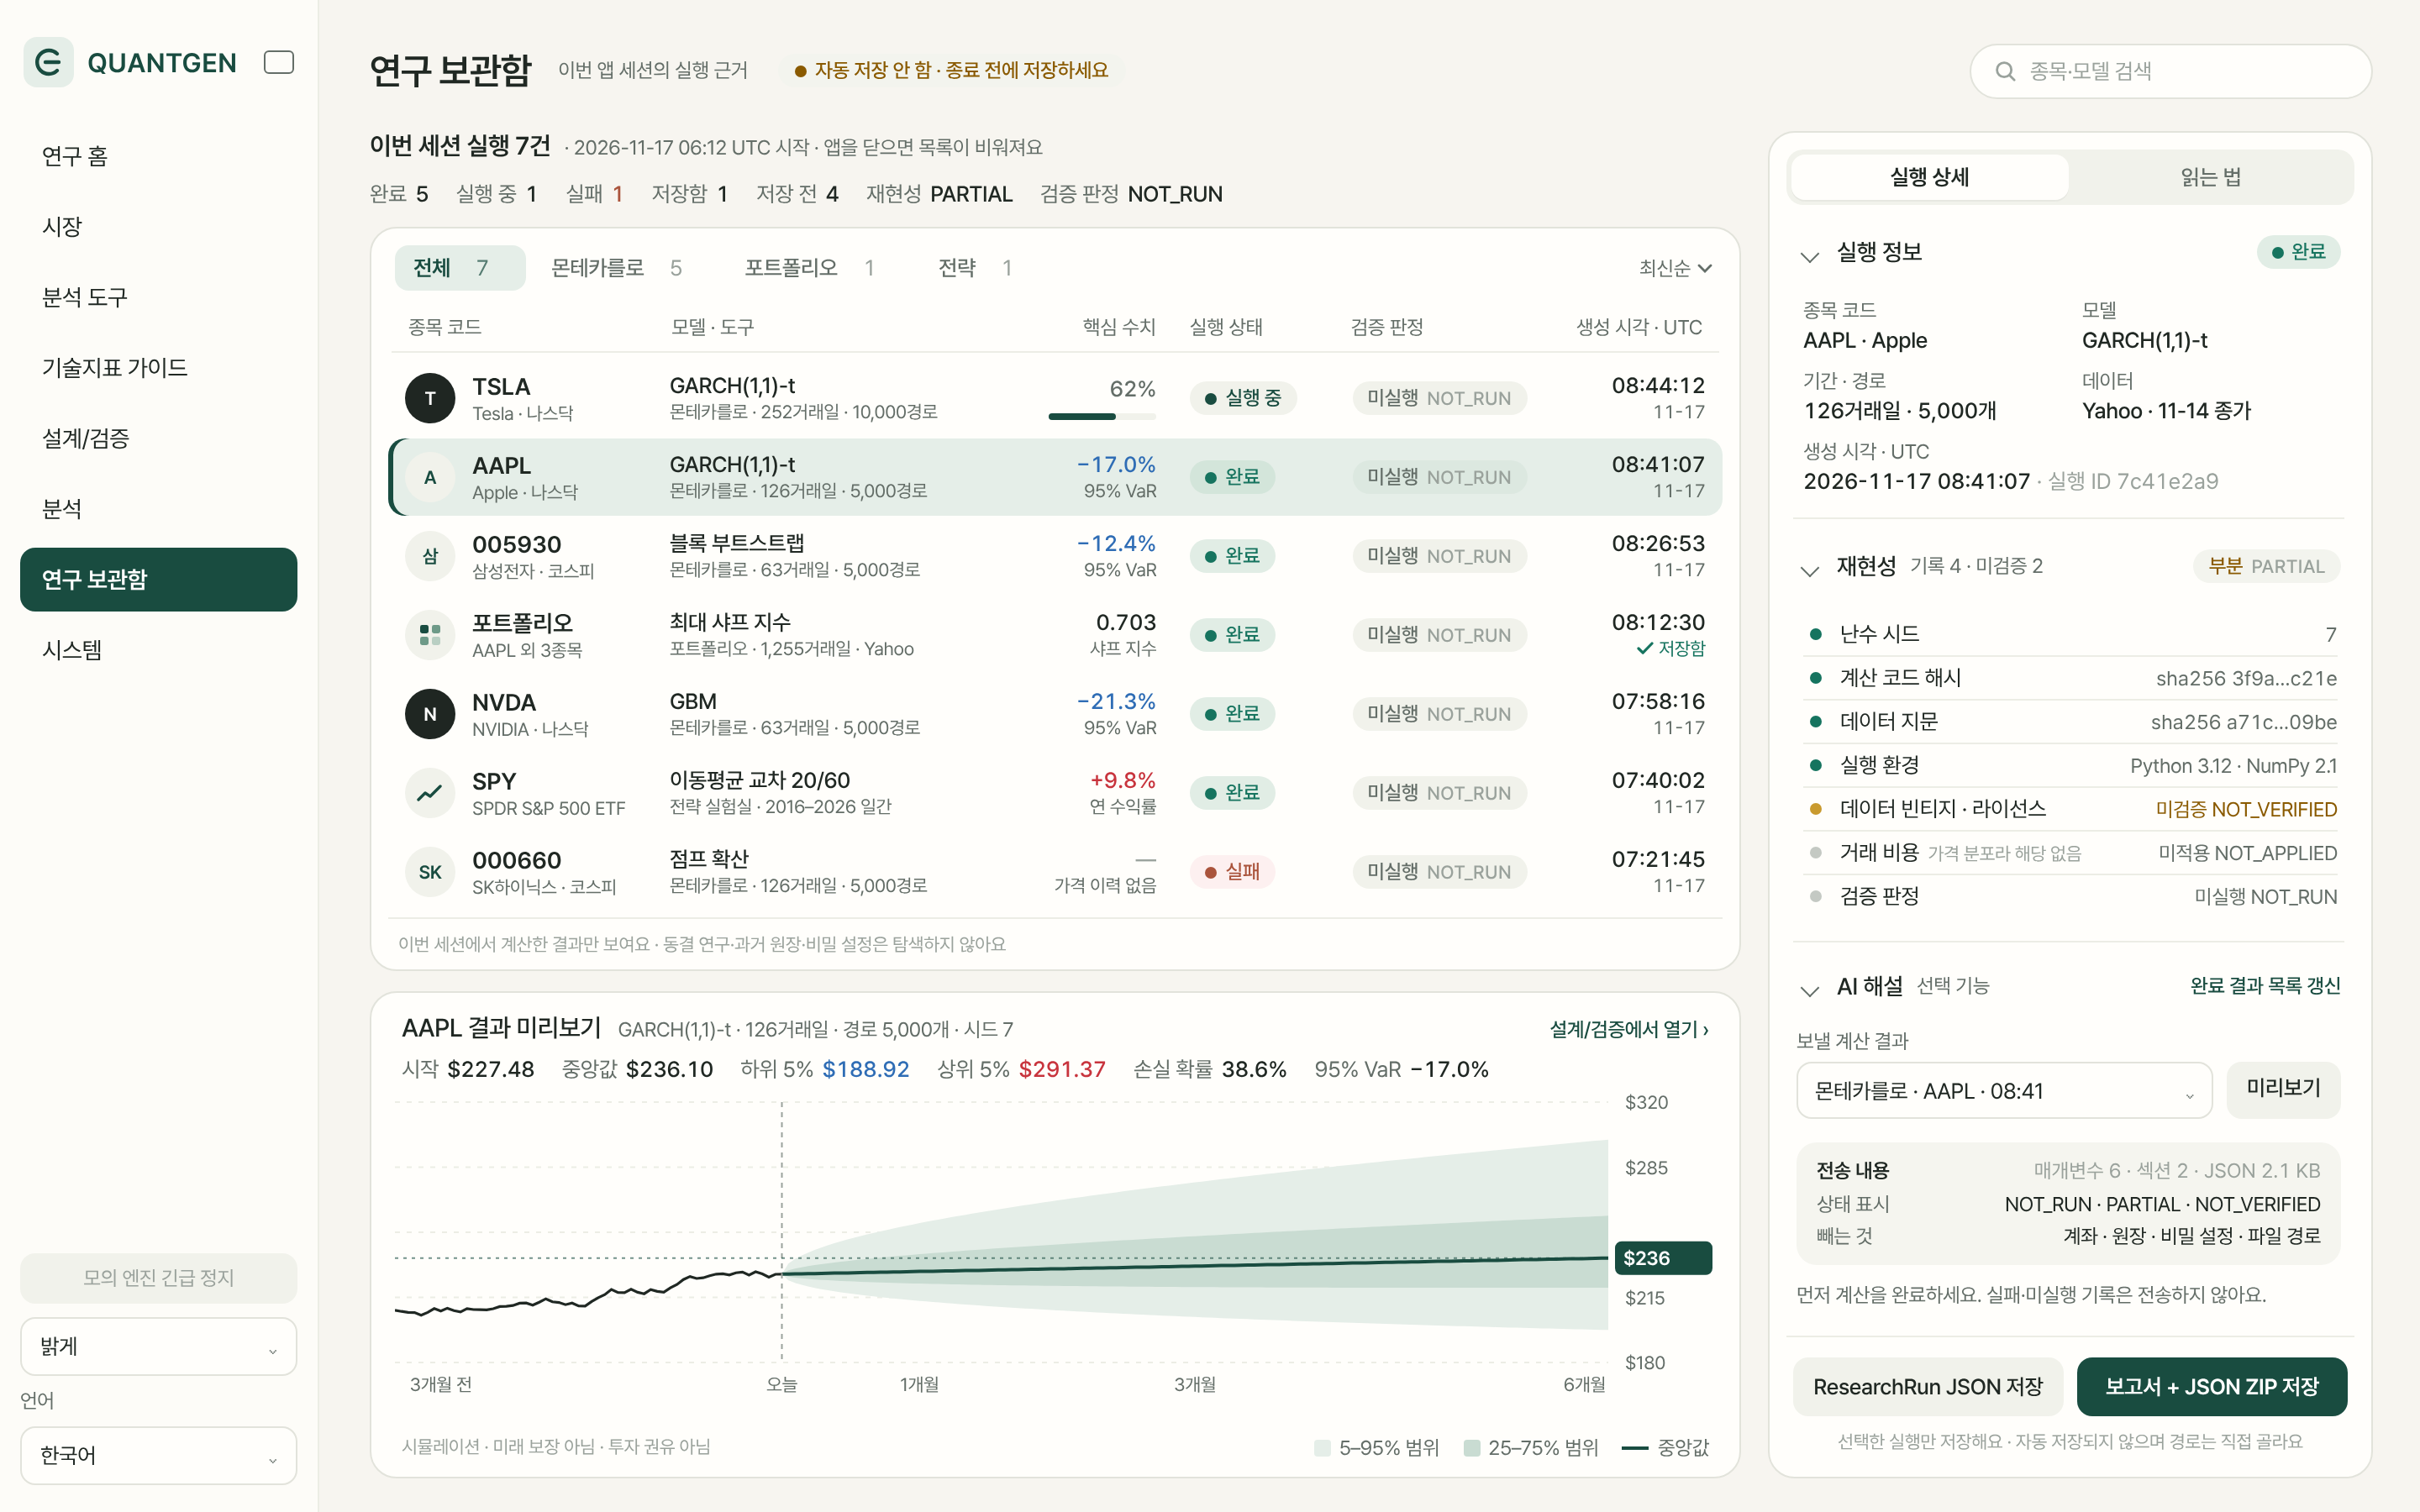 QUANTGEN
연구 홈
시장
분석 도구
기술지표 가이드
설계/검증
분석
연구 보관함
시스템
모의 엔진 긴급 정지
밝게
언어
한국어
연구 보관함 이번 앱 세션의 실행 근거 자동 저장 안 함 · 종료 전에 저장하세요
종목·모델 검색
이번 세션 실행 7건 · 2026-11-17 06:12 UTC 시작 · 앱을 닫으면 목록이 비워져요
완료 5 실행 중 1 실패 1 저장함 1 저장 전 4 재현성 PARTIAL 검증 판정 NOT_RUN
전체 7 몬테카를로 5 포트폴리오 1 전략 1 최신순
종목 코드 모델 · 도구 핵심 수치 실행 상태 검증 판정 생성 시각 · UTC
T TSLA GARCH(1,1)-t 62% 실행 중 미실행 NOT_RUN 08:44:12
Tesla · 나스닥 몬테카를로 · 252거래일 · 10,000경로 11-17
A AAPL GARCH(1,1)-t −17.0% 완료 미실행 NOT_RUN 08:41:07
Apple · 나스닥 몬테카를로 · 126거래일 · 5,000경로 95% VaR 11-17
삼 005930 블록 부트스트랩 −12.4% 완료 미실행 NOT_RUN 08:26:53
삼성전자 · 코스피 몬테카를로 · 63거래일 · 5,000경로 95% VaR 11-17
포트폴리오 최대 샤프 지수 0.703 완료 미실행 NOT_RUN 08:12:30
AAPL 외 3종목 포트폴리오 · 1,255거래일 · Yahoo 샤프 지수 저장함
N NVDA GBM −21.3% 완료 미실행 NOT_RUN 07:58:16
NVIDIA · 나스닥 몬테카를로 · 63거래일 · 5,000경로 95% VaR 11-17
SPY 이동평균 교차 20/60 +9.8% 완료 미실행 NOT_RUN 07:40:02
SPDR S&P 500 ETF 전략 실험실 · 2016–2026 일간 연 수익률 11-17
SK 000660 점프 확산 — 실패 미실행 NOT_RUN 07:21:45
SK하이닉스 · 코스피 몬테카를로 · 126거래일 · 5,000경로 가격 이력 없음 11-17
이번 세션에서 계산한 결과만 보여요 · 동결 연구·과거 원장·비밀 설정은 탐색하지 않아요
AAPL 결과 미리보기 GARCH(1,1)-t · 126거래일 · 경로 5,000개 · 시드 7 설계/검증에서 열기 ›
시작 $227.48 중앙값 $236.10 하위 5% $188.92 상위 5% $291.37 손실 확률 38.6% 95% VaR −17.0%
$320
$285
$236
$215
$180
3개월 전 오늘 1개월 3개월 6개월
시뮬레이션 · 미래 보장 아님 · 투자 권유 아님 5–95% 범위 25–75% 범위 중앙값
실행 상세 읽는 법
실행 정보 완료
종목 코드 모델
AAPL · Apple GARCH(1,1)-t
기간 · 경로 데이터
126거래일 · 5,000개 Yahoo · 11-14 종가
생성 시각 · UTC
2026-11-17 08:41:07 · 실행 ID 7c41e2a9
재현성 기록 4 · 미검증 2 부분 PARTIAL
난수 시드 7
계산 코드 해시 sha256 3f9a…c21e
데이터 지문 sha256 a71c…09be
실행 환경 Python 3.12 · NumPy 2.1
데이터 빈티지 · 라이선스 미검증 NOT_VERIFIED
거래 비용 가격 분포라 해당 없음 미적용 NOT_APPLIED
검증 판정 미실행 NOT_RUN
AI 해설 선택 기능 완료 결과 목록 갱신
보낼 계산 결과
몬테카를로 · AAPL · 08:41 미리보기
전송 내용 매개변수 6 · 섹션 2 · JSON 2.1 KB
상태 표시 NOT_RUN · PARTIAL · NOT_VERIFIED
빼는 것 계좌 · 원장 · 비밀 설정 · 파일 경로
먼저 계산을 완료하세요. 실패·미실행 기록은 전송하지 않아요.
ResearchRun JSON 저장 보고서 + JSON ZIP 저장
선택한 실행만 저장해요 · 자동 저장되지 않으며 경로는 직접 골라요